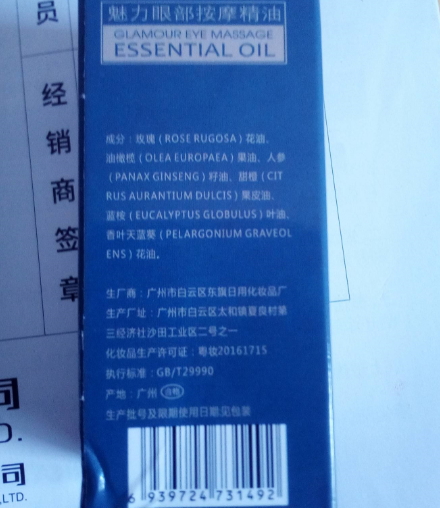 员
经
销
商
签
章
司
D.
司
,LTD.
魅力眼部按摩精油
GLAMOUR EYE MASSAGE
ESSENTIAL OIL
成分：玫瑰（ROSE RUGOSA）花油、
油橄榄（OLEA EUROPAEA）果油、人参
（PANAX GINSENG）籽油、甜橙（CIT
RUS AURANTIUM DULCIS）果皮油、
蓝桉（EUCALYPTUS GLOBULUS）叶油、
香叶天蓝葵（PELARGONIUM GRAVEOL
ENS）花油。
生厂商：广州市白云区东旗日用化妆品厂
生产厂址：广州市白云区太和镇夏良村第
三经济社沙田工业区二号之一
化妆品生产许可证：粤妆20161715
执行标准：GB/T29990
产地：广州 合格
生产批号及限期使用日期见包装
6 939724 731492